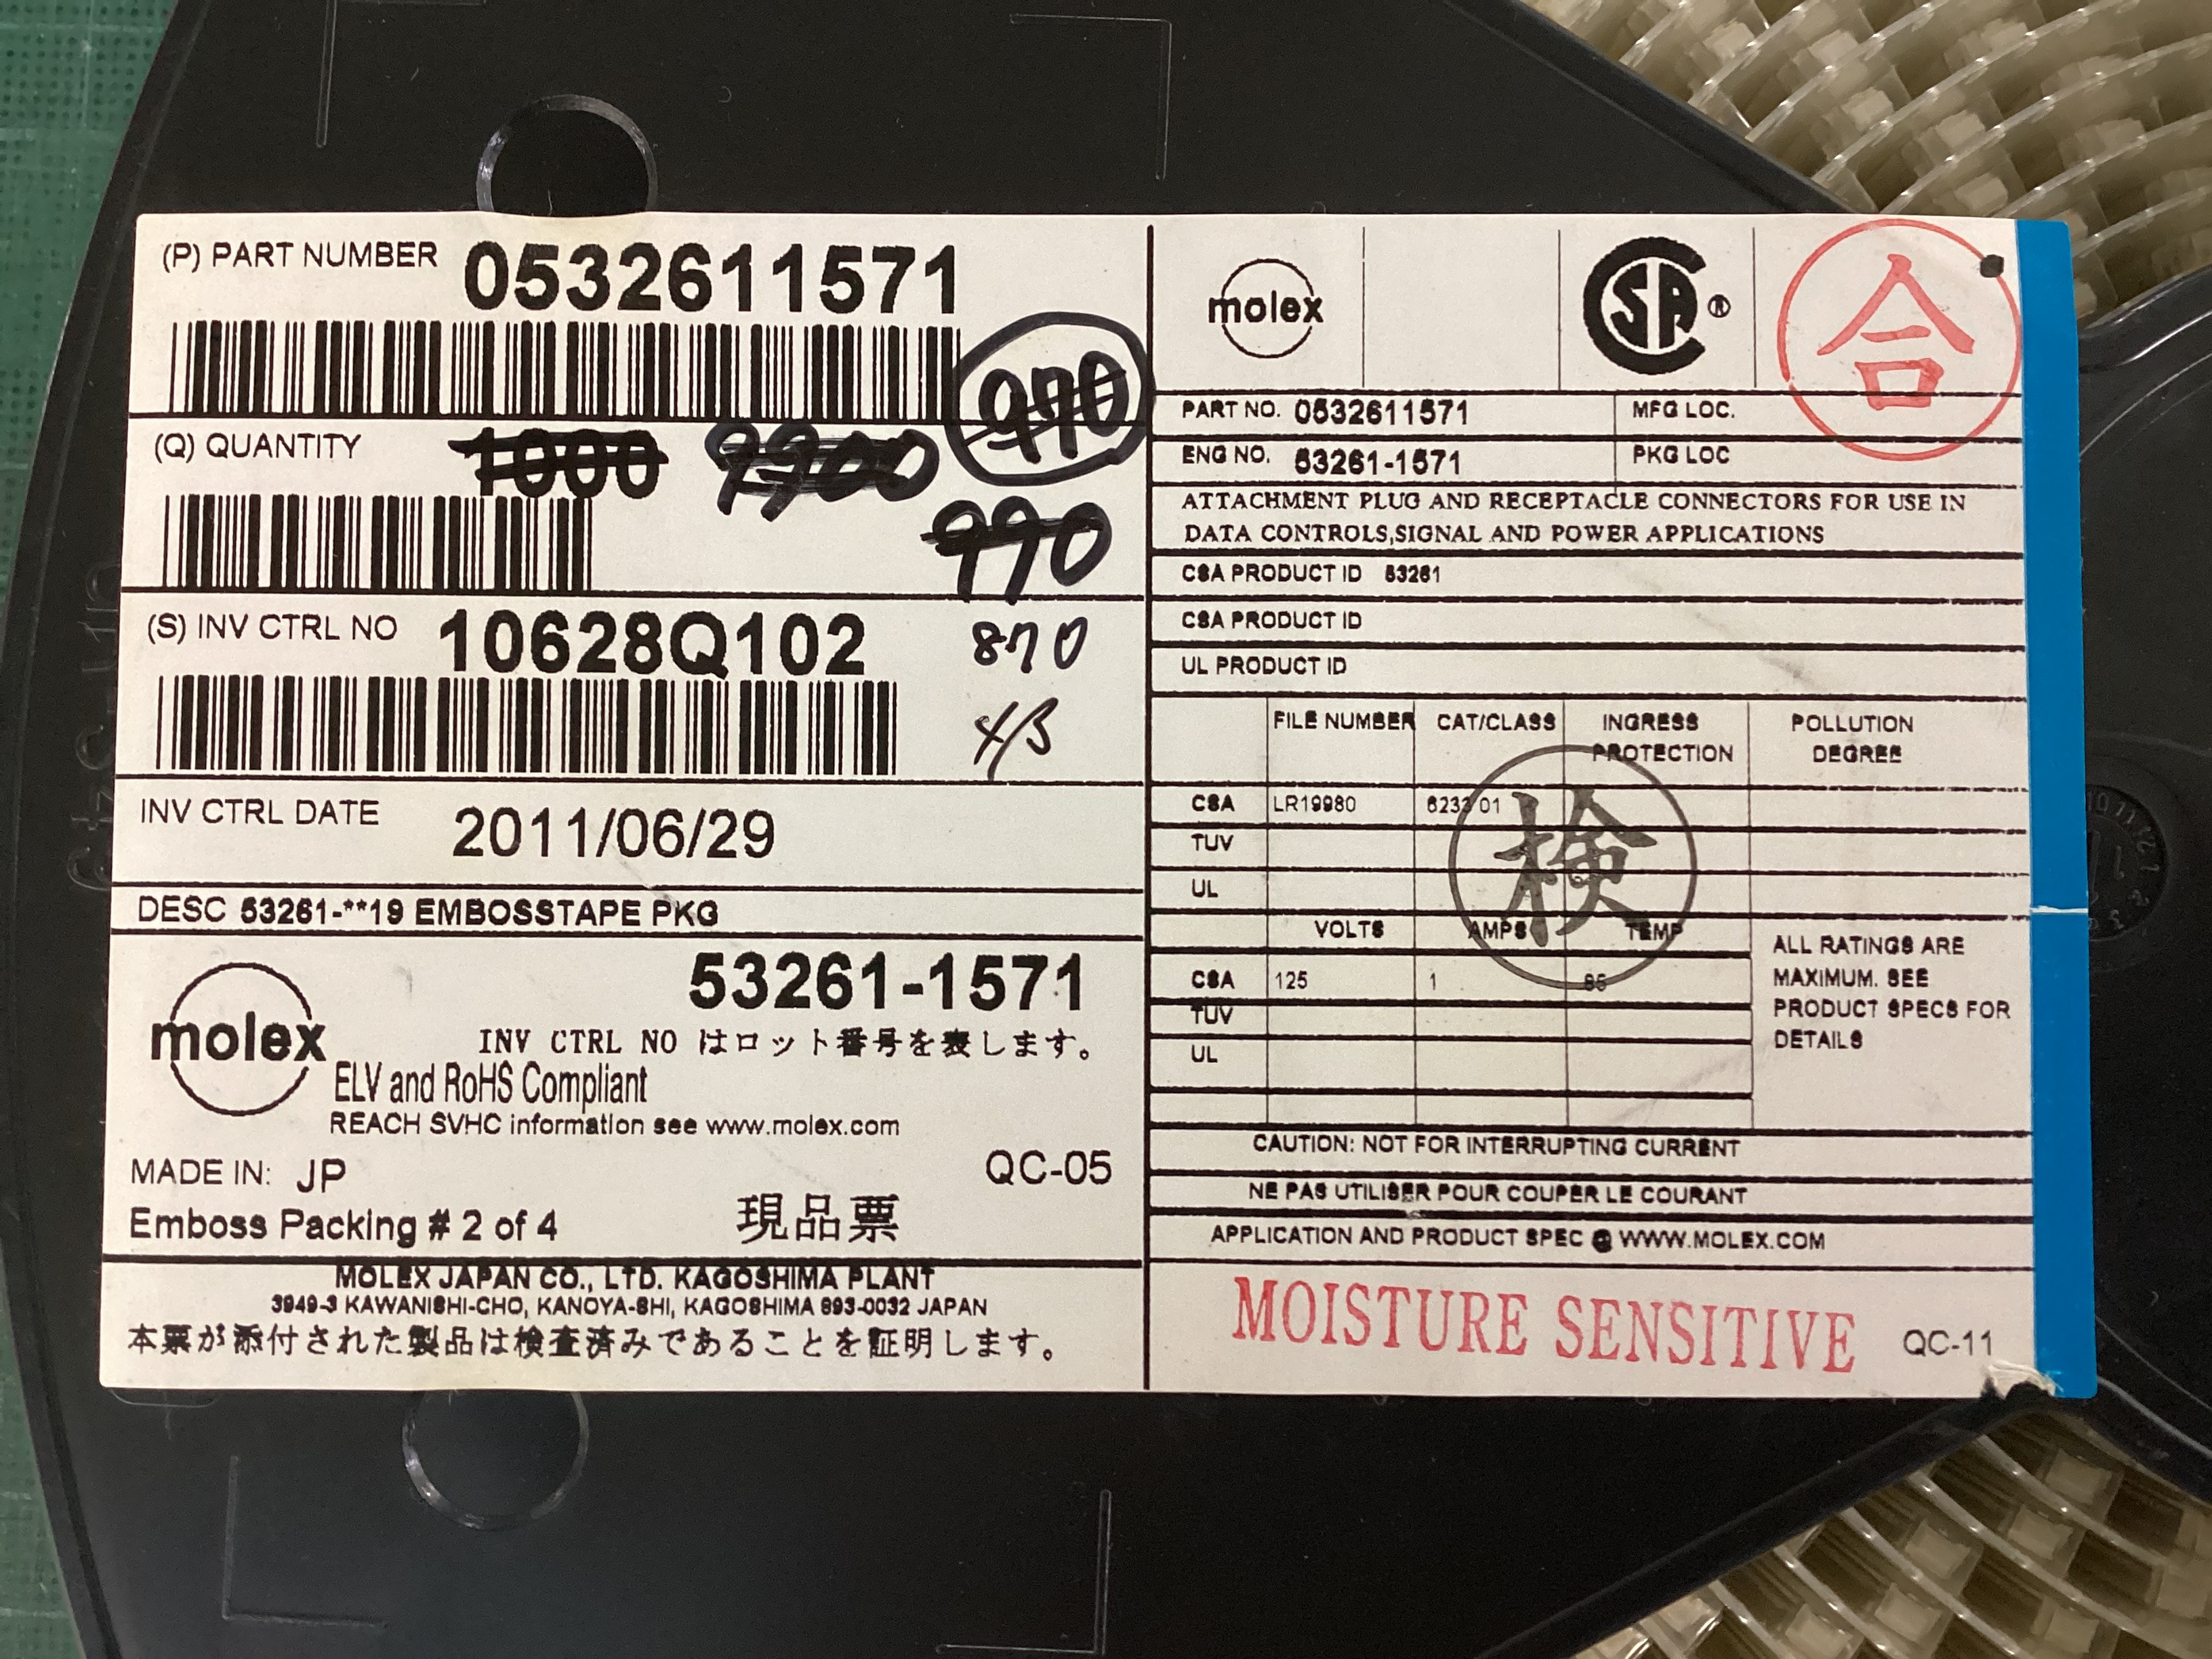 (P) PART NUMBER 0532611571
970
(Q) QUANTITY 1000
990
(S) INV CTRL NO 10628Q102
870
4/3
INV CTRL DATE 2011/06/29
DESC 53261-**19 EMBOSSTAPE PKG
53261-1571
molex
INV CTRL NO はロット番号を表します。
ELV and RoHS Compliant
REACH SVHC information see www.molex.com
MADE IN: JP
QC-05
Emboss Packing # 2 of 4
現品票
MOLEX JAPAN CO., LTD. KAGOSHIMA PLANT
3949-3 KAWANISHI-CHO, KANOYA-SHI, KAGOSHIMA 893-0032 JAPAN
本票が添付された製品は検査済みであることを証明します。
molex
CSA ®
合
PART NO. 0532611571 MFG LOC.
ENG NO. 53261-1571 PKG LOC
ATTACHMENT PLUG AND RECEPTACLE CONNECTORS FOR USE IN
DATA CONTROLS,SIGNAL AND POWER APPLICATIONS
CSA PRODUCT ID 53261
CSA PRODUCT ID
UL PRODUCT ID
FILE NUMBER CAT/CLASS INGRESS PROTECTION POLLUTION DEGREE
CSA LR19980 6233 01
TUV
UL
検
VOLTS AMPS TEMP
CSA 125 1 85
TUV
UL
ALL RATINGS ARE
MAXIMUM. SEE
PRODUCT SPECS FOR
DETAILS
CAUTION: NOT FOR INTERRUPTING CURRENT
NE PAS UTILISER POUR COUPER LE COURANT
APPLICATION AND PRODUCT SPEC @ WWW.MOLEX.COM
MOISTURE SENSITIVE
QC-11